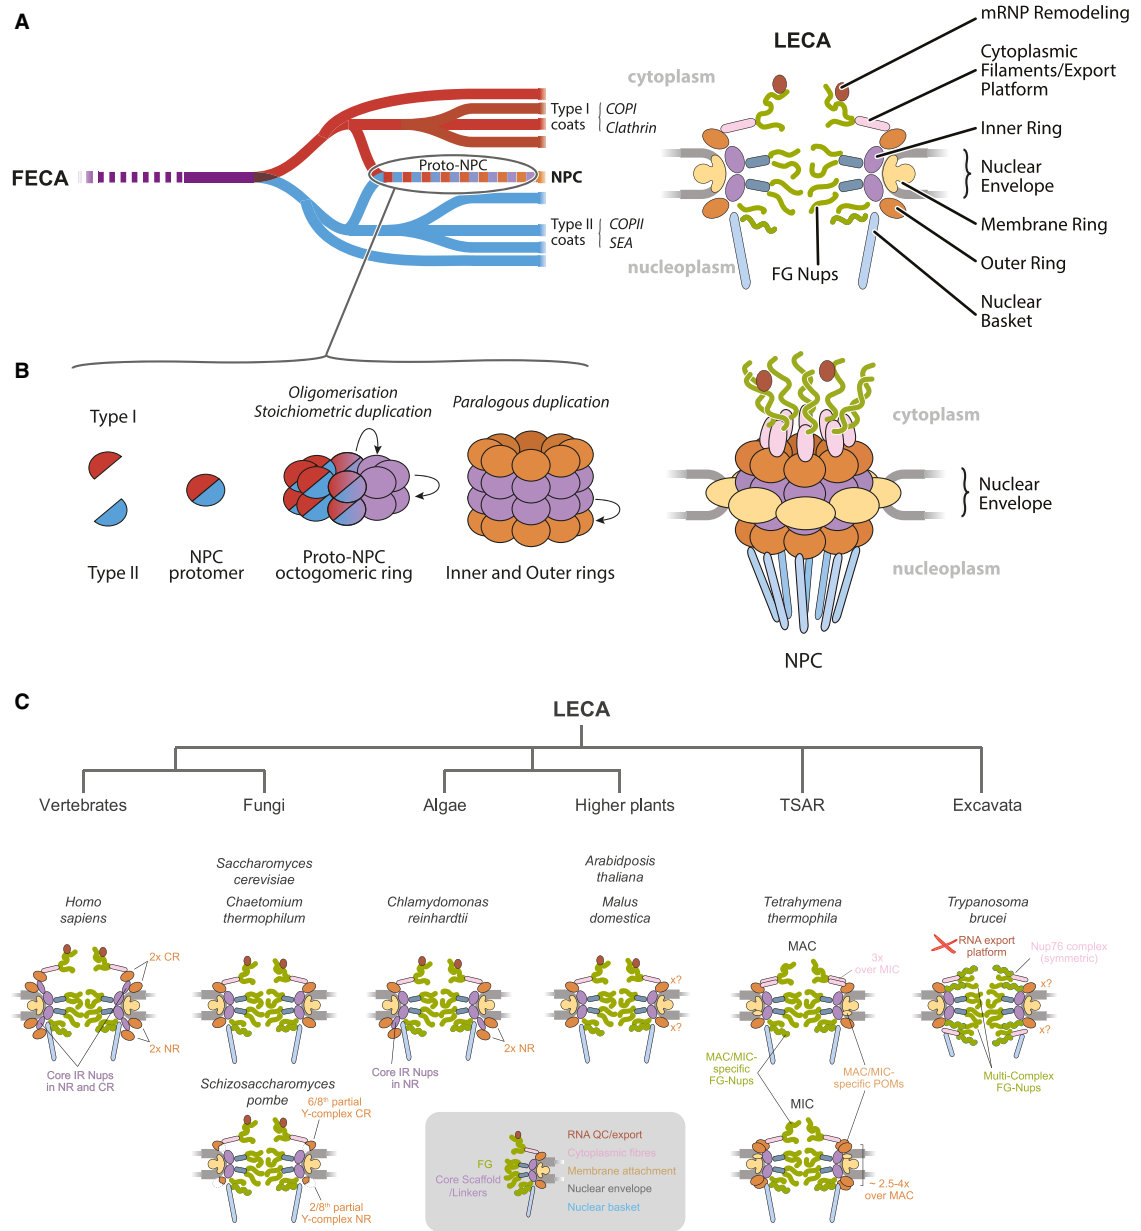 A
FECA
Type I
coats
COPI
Clathrin
Proto-NPC
NPC
Type II
coats
COPII
SEA
LECA
cytoplasm
nucleoplasm
mRNP Remodeling
Cytoplasmic
Filaments/Export
Platform
Inner Ring
Nuclear
Envelope
Membrane Ring
Outer Ring
Nuclear
Basket
FG Nups
B
Type I
Type II
NPC
protomer
Oligomerisation
Stoichiometric duplication
Proto-NPC
octogomeric ring
Paralogous duplication
Inner and Outer rings
cytoplasm
Nuclear
Envelope
nucleoplasm
NPC
C
LECA
Vertebrates
Fungi
Algae
Higher plants
TSAR
Excavata
Homo
sapiens
2x CR
2x NR
Core IR Nups
in NR and CR
Saccharomyces
cerevisiae
Chaetomium
thermophilum
Schizosaccharomyces
pombe
6/8th partial
Y-complex CR
2/8th partial
Y-complex NR
Chlamydomonas
reinhardtii
Core IR Nups
in NR
2x NR
Arabidposis
thaliana
Malus
domestica
x?
x?
Tetrahymena
thermophila
MAC
3x
over MIC
MAC/MIC-
specific
FG-Nups
MAC/MIC-
specific POMs
MIC
~ 2.5-4x
over MAC
Trypanosoma
brucei
RNA export
platform
Nup76 complex
(symmetric)
x?
x?
Multi-Complex
FG-Nups
FG
Core Scaffold
/Linkers
RNA QC/export
Cytoplasmic fibres
Membrane attachment
Nuclear envelope
Nuclear basket